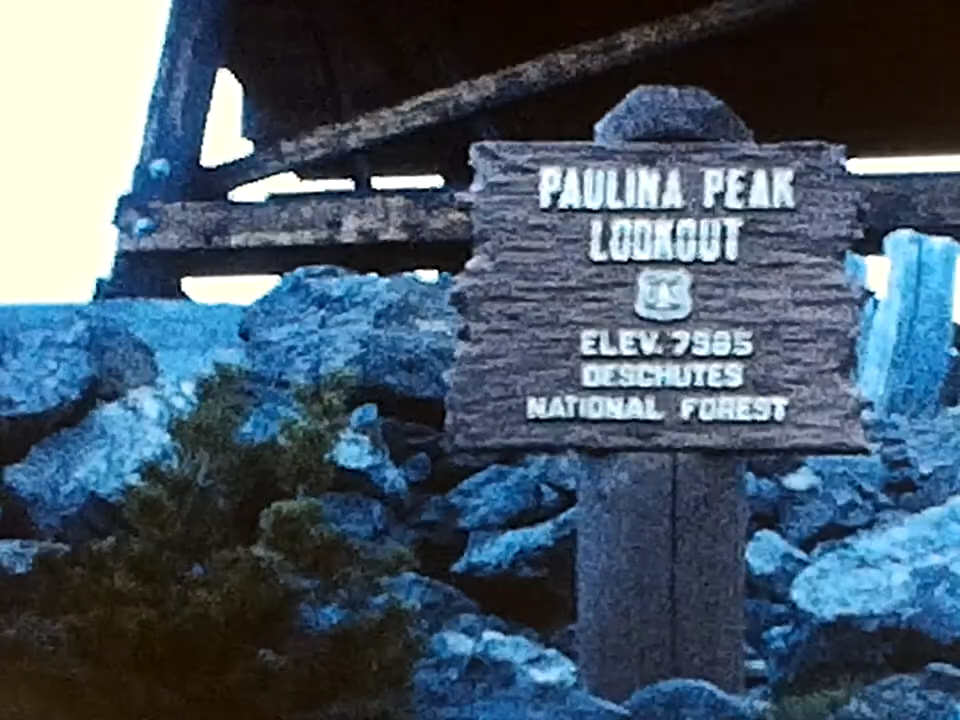 PAULINA PEAK
LOOKOUT
ELEV. 7985
DESCHUTES
NATIONAL FOREST